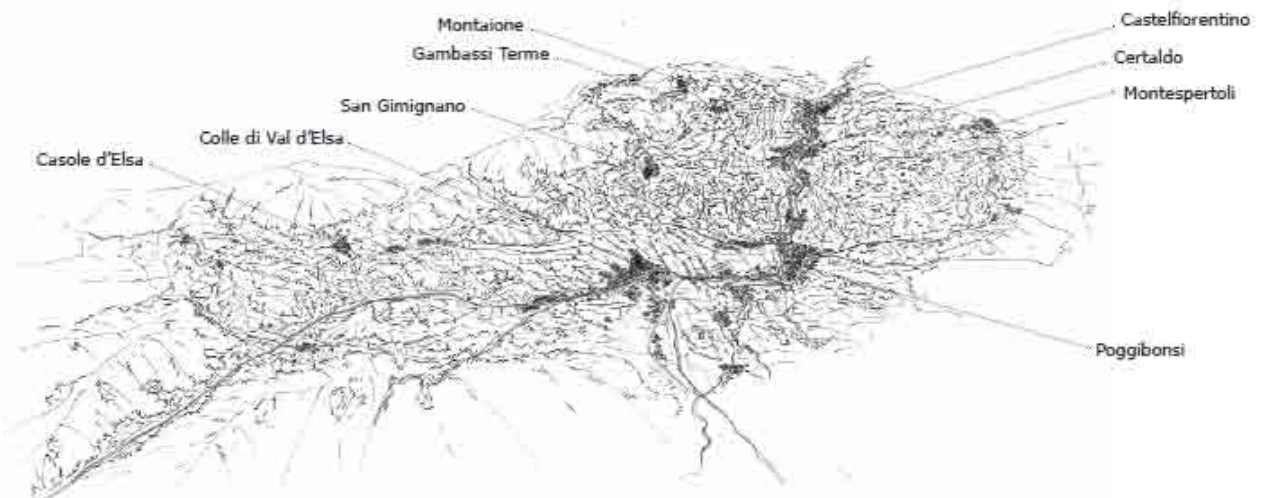 Montaione
Gambassi Terme
San Gimignano
Colle di Val d'Elsa
Casole d'Elsa
Castelfiorentino
Certaldo
Montespertoli
Poggibonsi